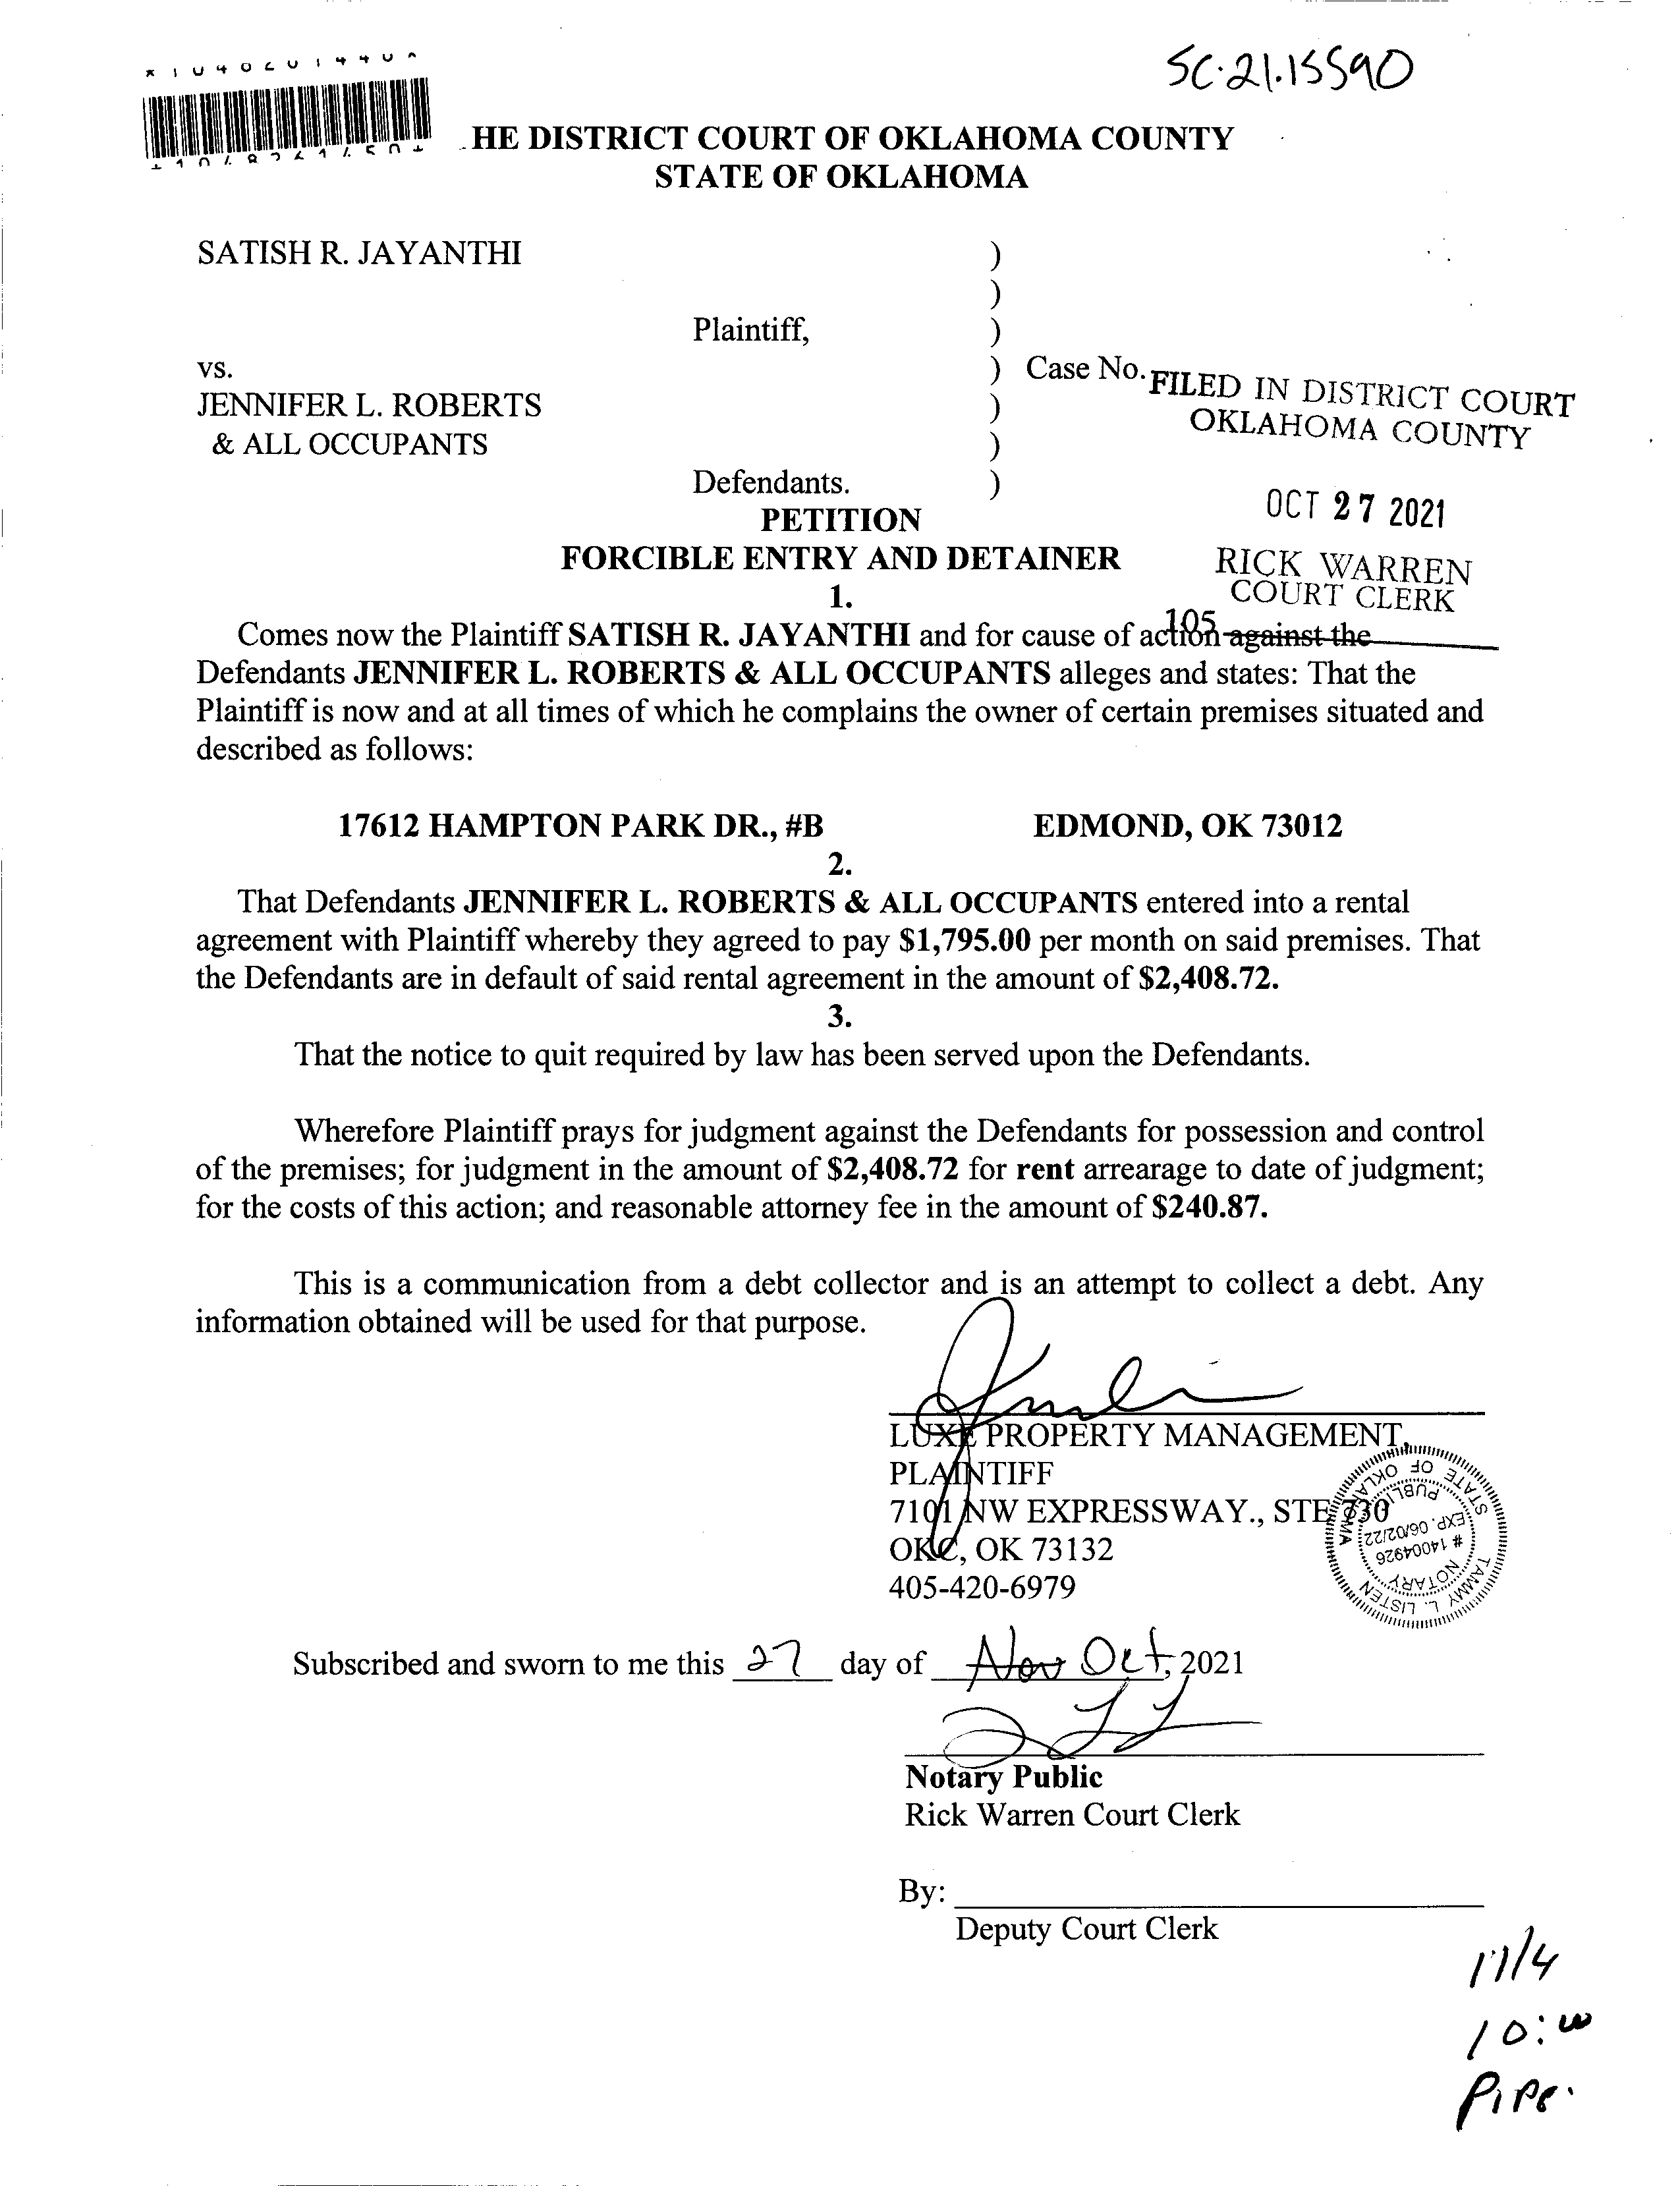 SC-21-15590
HE DISTRICT COURT OF OKLAHOMA COUNTY
STATE OF OKLAHOMA
SATISH R. JAYANTHI )
)
Plaintiff, )
vs. ) Case No.
JENNIFER L. ROBERTS )
& ALL OCCUPANTS )
Defendants. )
FILED IN DISTRICT COURT
OKLAHOMA COUNTY
OCT 27 2021
RICK WARREN
COURT CLERK
105
PETITION
FORCIBLE ENTRY AND DETAINER
1.
Comes now the Plaintiff SATISH R. JAYANTHI and for cause of action against the
Defendants JENNIFER L. ROBERTS & ALL OCCUPANTS alleges and states: That the
Plaintiff is now and at all times of which he complains the owner of certain premises situated and
described as follows:
17612 HAMPTON PARK DR., #B EDMOND, OK 73012
2.
That Defendants JENNIFER L. ROBERTS & ALL OCCUPANTS entered into a rental
agreement with Plaintiff whereby they agreed to pay $1,795.00 per month on said premises. That
the Defendants are in default of said rental agreement in the amount of $2,408.72.
3.
That the notice to quit required by law has been served upon the Defendants.
Wherefore Plaintiff prays for judgment against the Defendants for possession and control
of the premises; for judgment in the amount of $2,408.72 for rent arrearage to date of judgment;
for the costs of this action; and reasonable attorney fee in the amount of $240.87.
This is a communication from a debt collector and is an attempt to collect a debt. Any
information obtained will be used for that purpose.
LUXE PROPERTY MANAGEMENT,
PLAINTIFF
7101 NW EXPRESSWAY., STE 730
OKC, OK 73132
405-420-6979
TAMMY L. LISTEN
NOTARY
# 14004926
EXP. 06/02/22
PUBLIC
STATE OF OKLAHOMA
Subscribed and sworn to me this 27 day of Nov Oct, 2021
Notary Public
Rick Warren Court Clerk
By:
Deputy Court Clerk
11/4
10:00